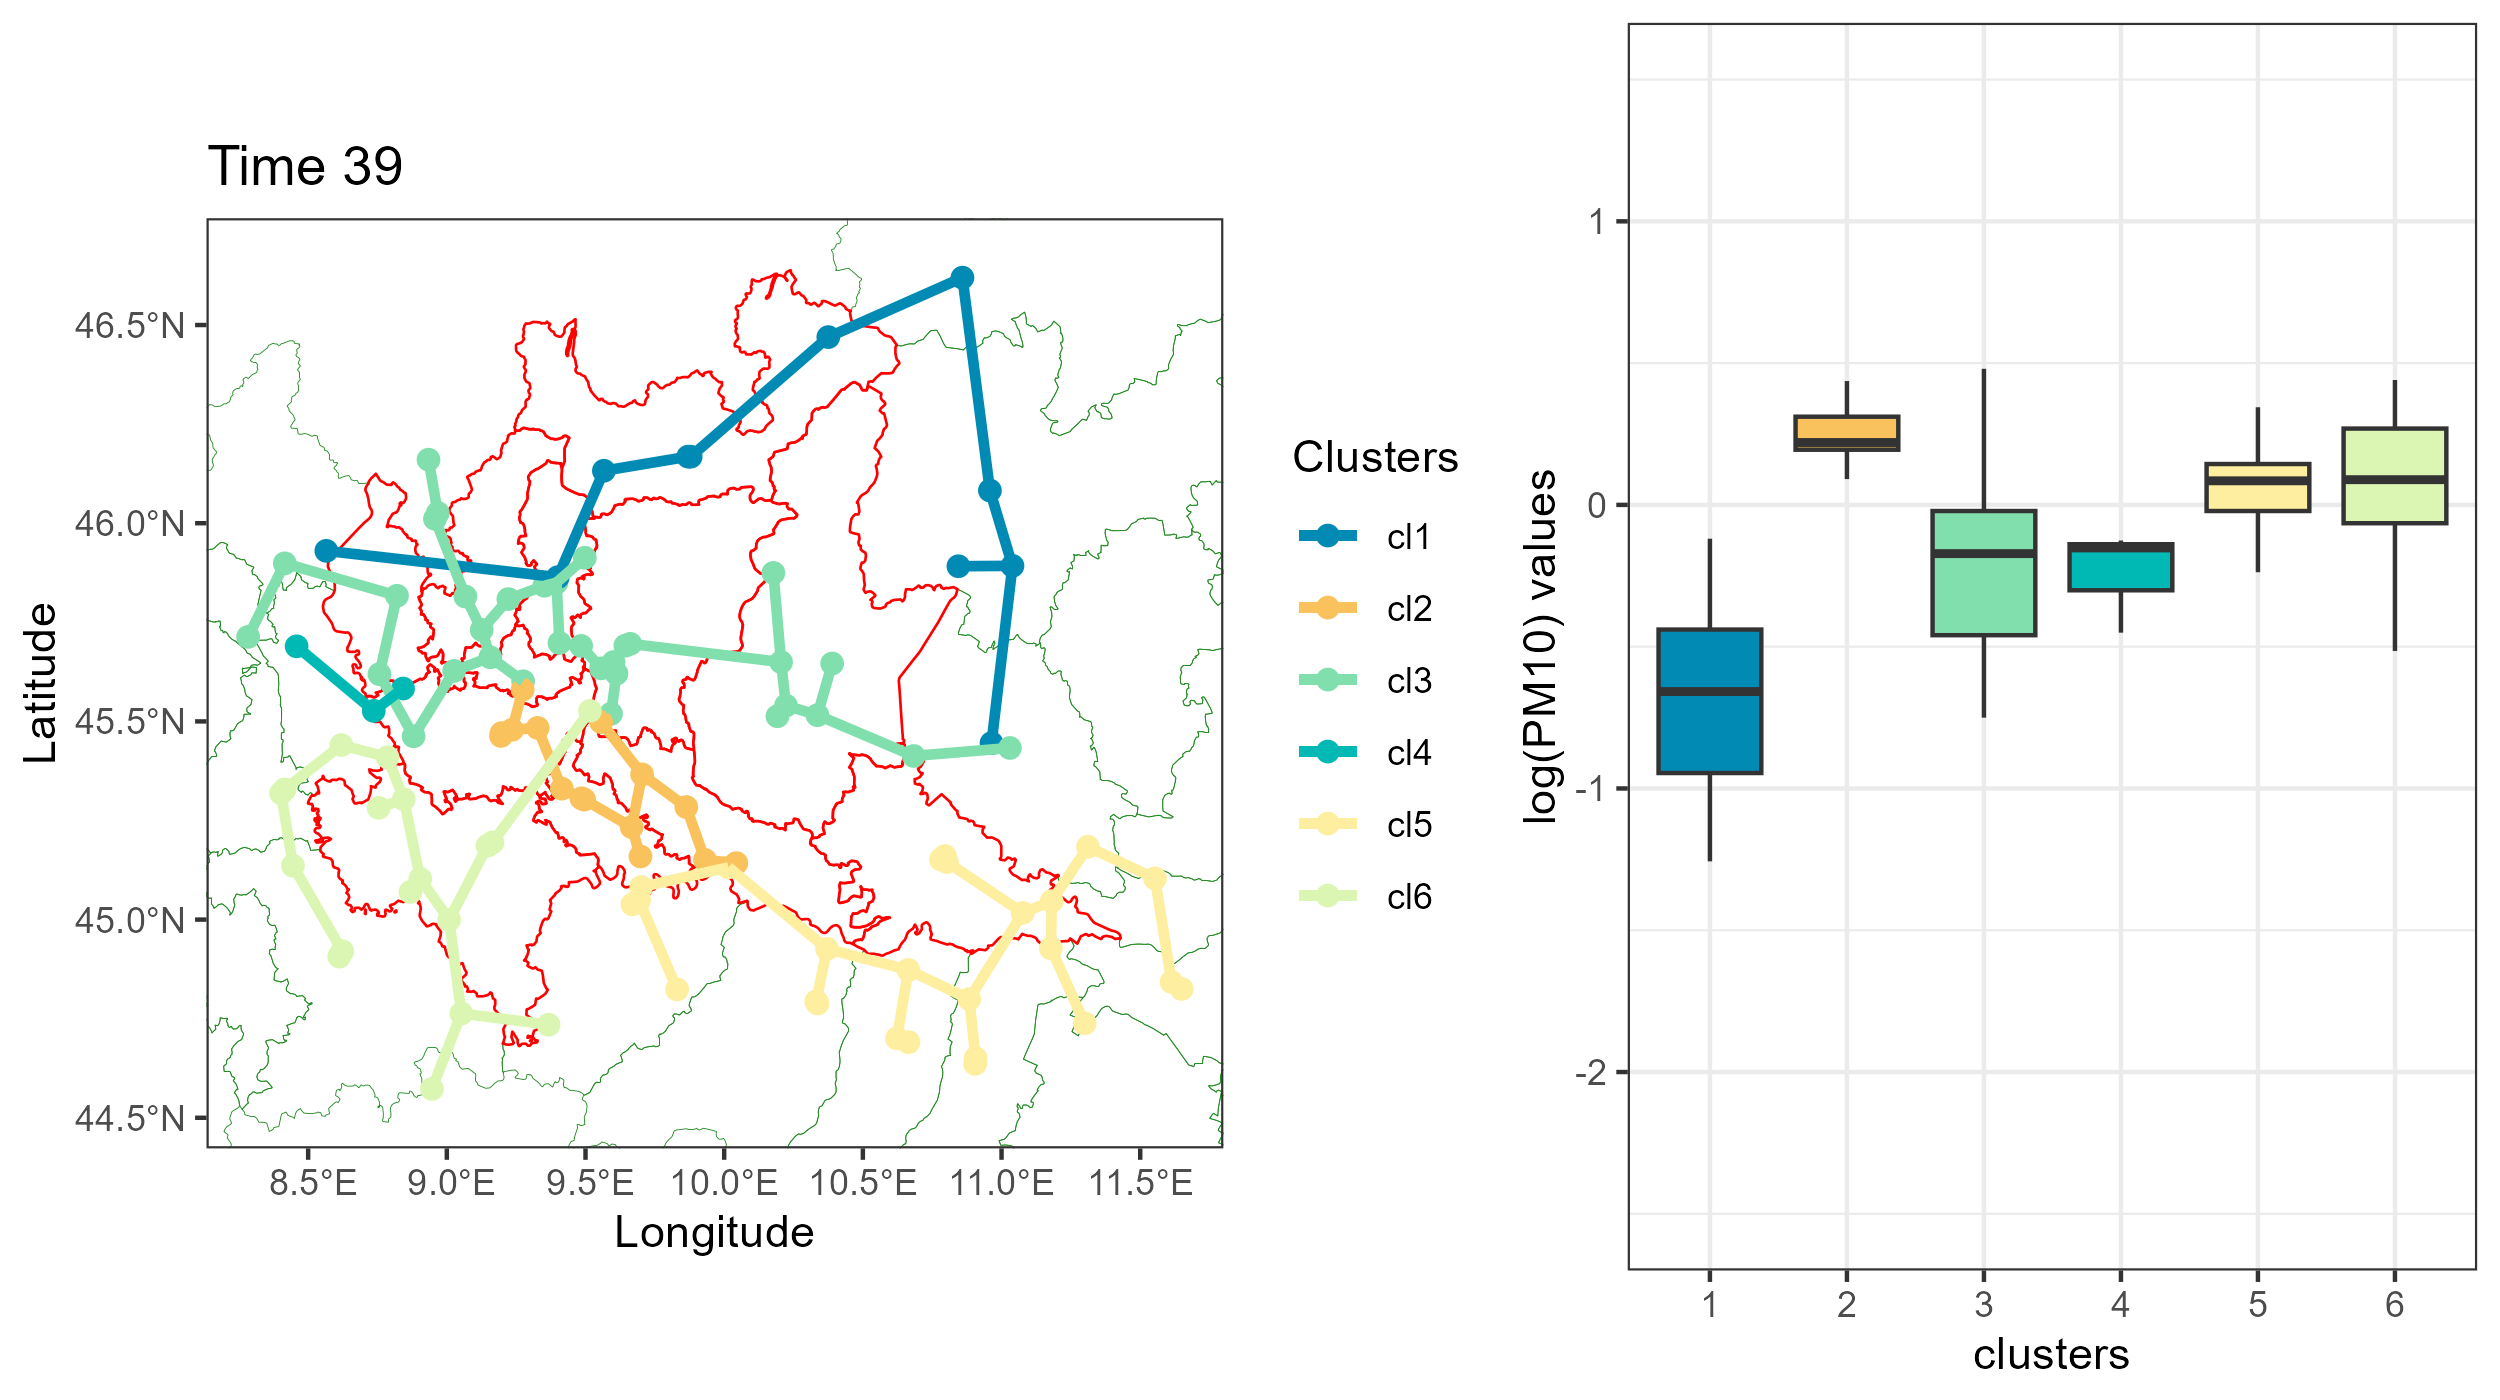 Time 39
Latitude
46.5°N
46.0°N
45.5°N
45.0°N
44.5°N
8.5°E 9.0°E 9.5°E 10.0°E 10.5°E 11.0°E 11.5°E
Longitude
Clusters
cl1
cl2
cl3
cl4
cl5
cl6
log(PM10) values
1
0
-1
-2
1 2 3 4 5 6
clusters